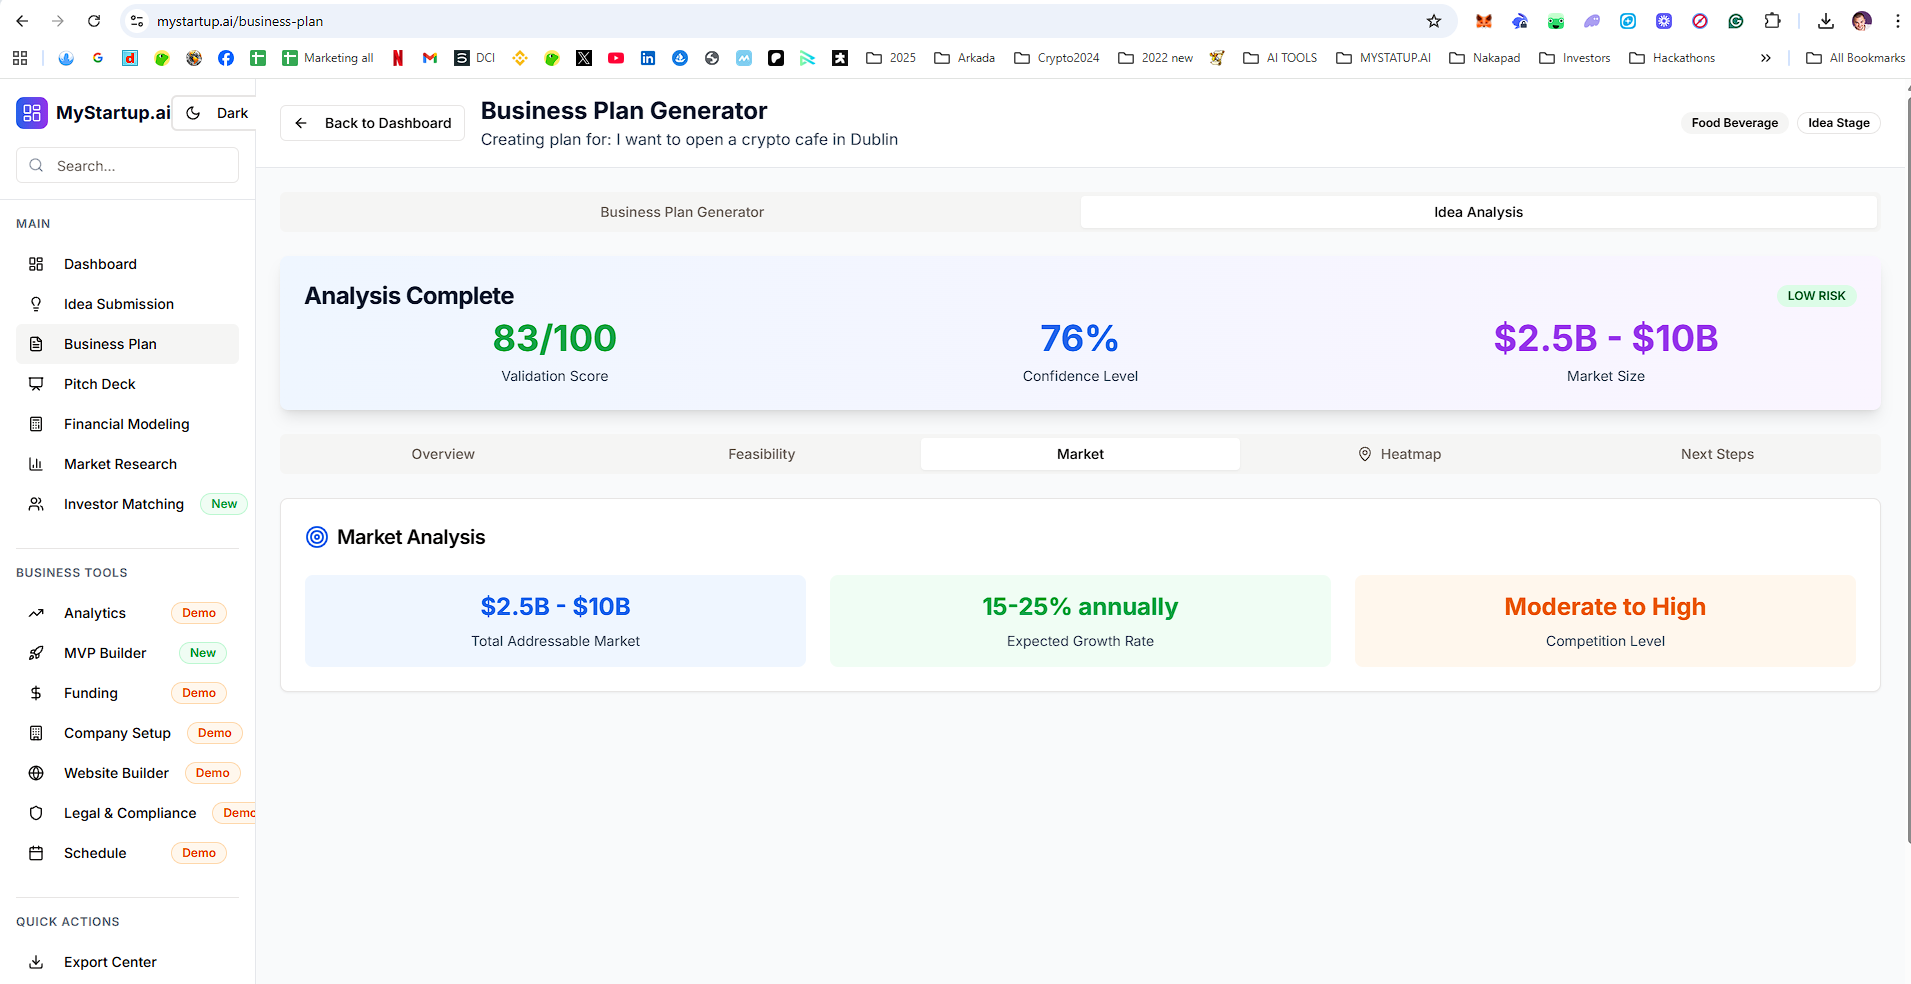 mystartup.ai/business-plan
Marketing all
DCI
2025
Arkada
Crypto2024
2022 new
AI TOOLS
MYSTATUP.AI
Nakapad
Investors
Hackathons
All Bookmarks
MyStartup.ai
Dark
Search...
MAIN
Dashboard
Idea Submission
Business Plan
Pitch Deck
Financial Modeling
Market Research
Investor Matching New
BUSINESS TOOLS
Analytics Demo
MVP Builder New
Funding Demo
Company Setup Demo
Website Builder Demo
Legal & Compliance Demo
Schedule Demo
QUICK ACTIONS
Export Center
Back to Dashboard
Business Plan Generator
Creating plan for: I want to open a crypto cafe in Dublin
Food Beverage
Idea Stage
Business Plan Generator
Idea Analysis
Analysis Complete
LOW RISK
83/100
Validation Score
76%
Confidence Level
$2.5B - $10B
Market Size
Overview
Feasibility
Market
Heatmap
Next Steps
Market Analysis
$2.5B - $10B
Total Addressable Market
15-25% annually
Expected Growth Rate
Moderate to High
Competition Level